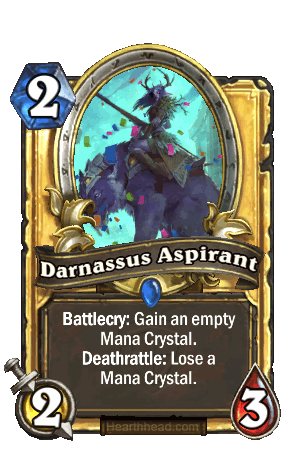 2
Darnassus Aspirant
Battlecry: Gain an empty
Mana Crystal.
Deathrattle: Lose a
Mana Crystal.
2
3
Hearthhead.com